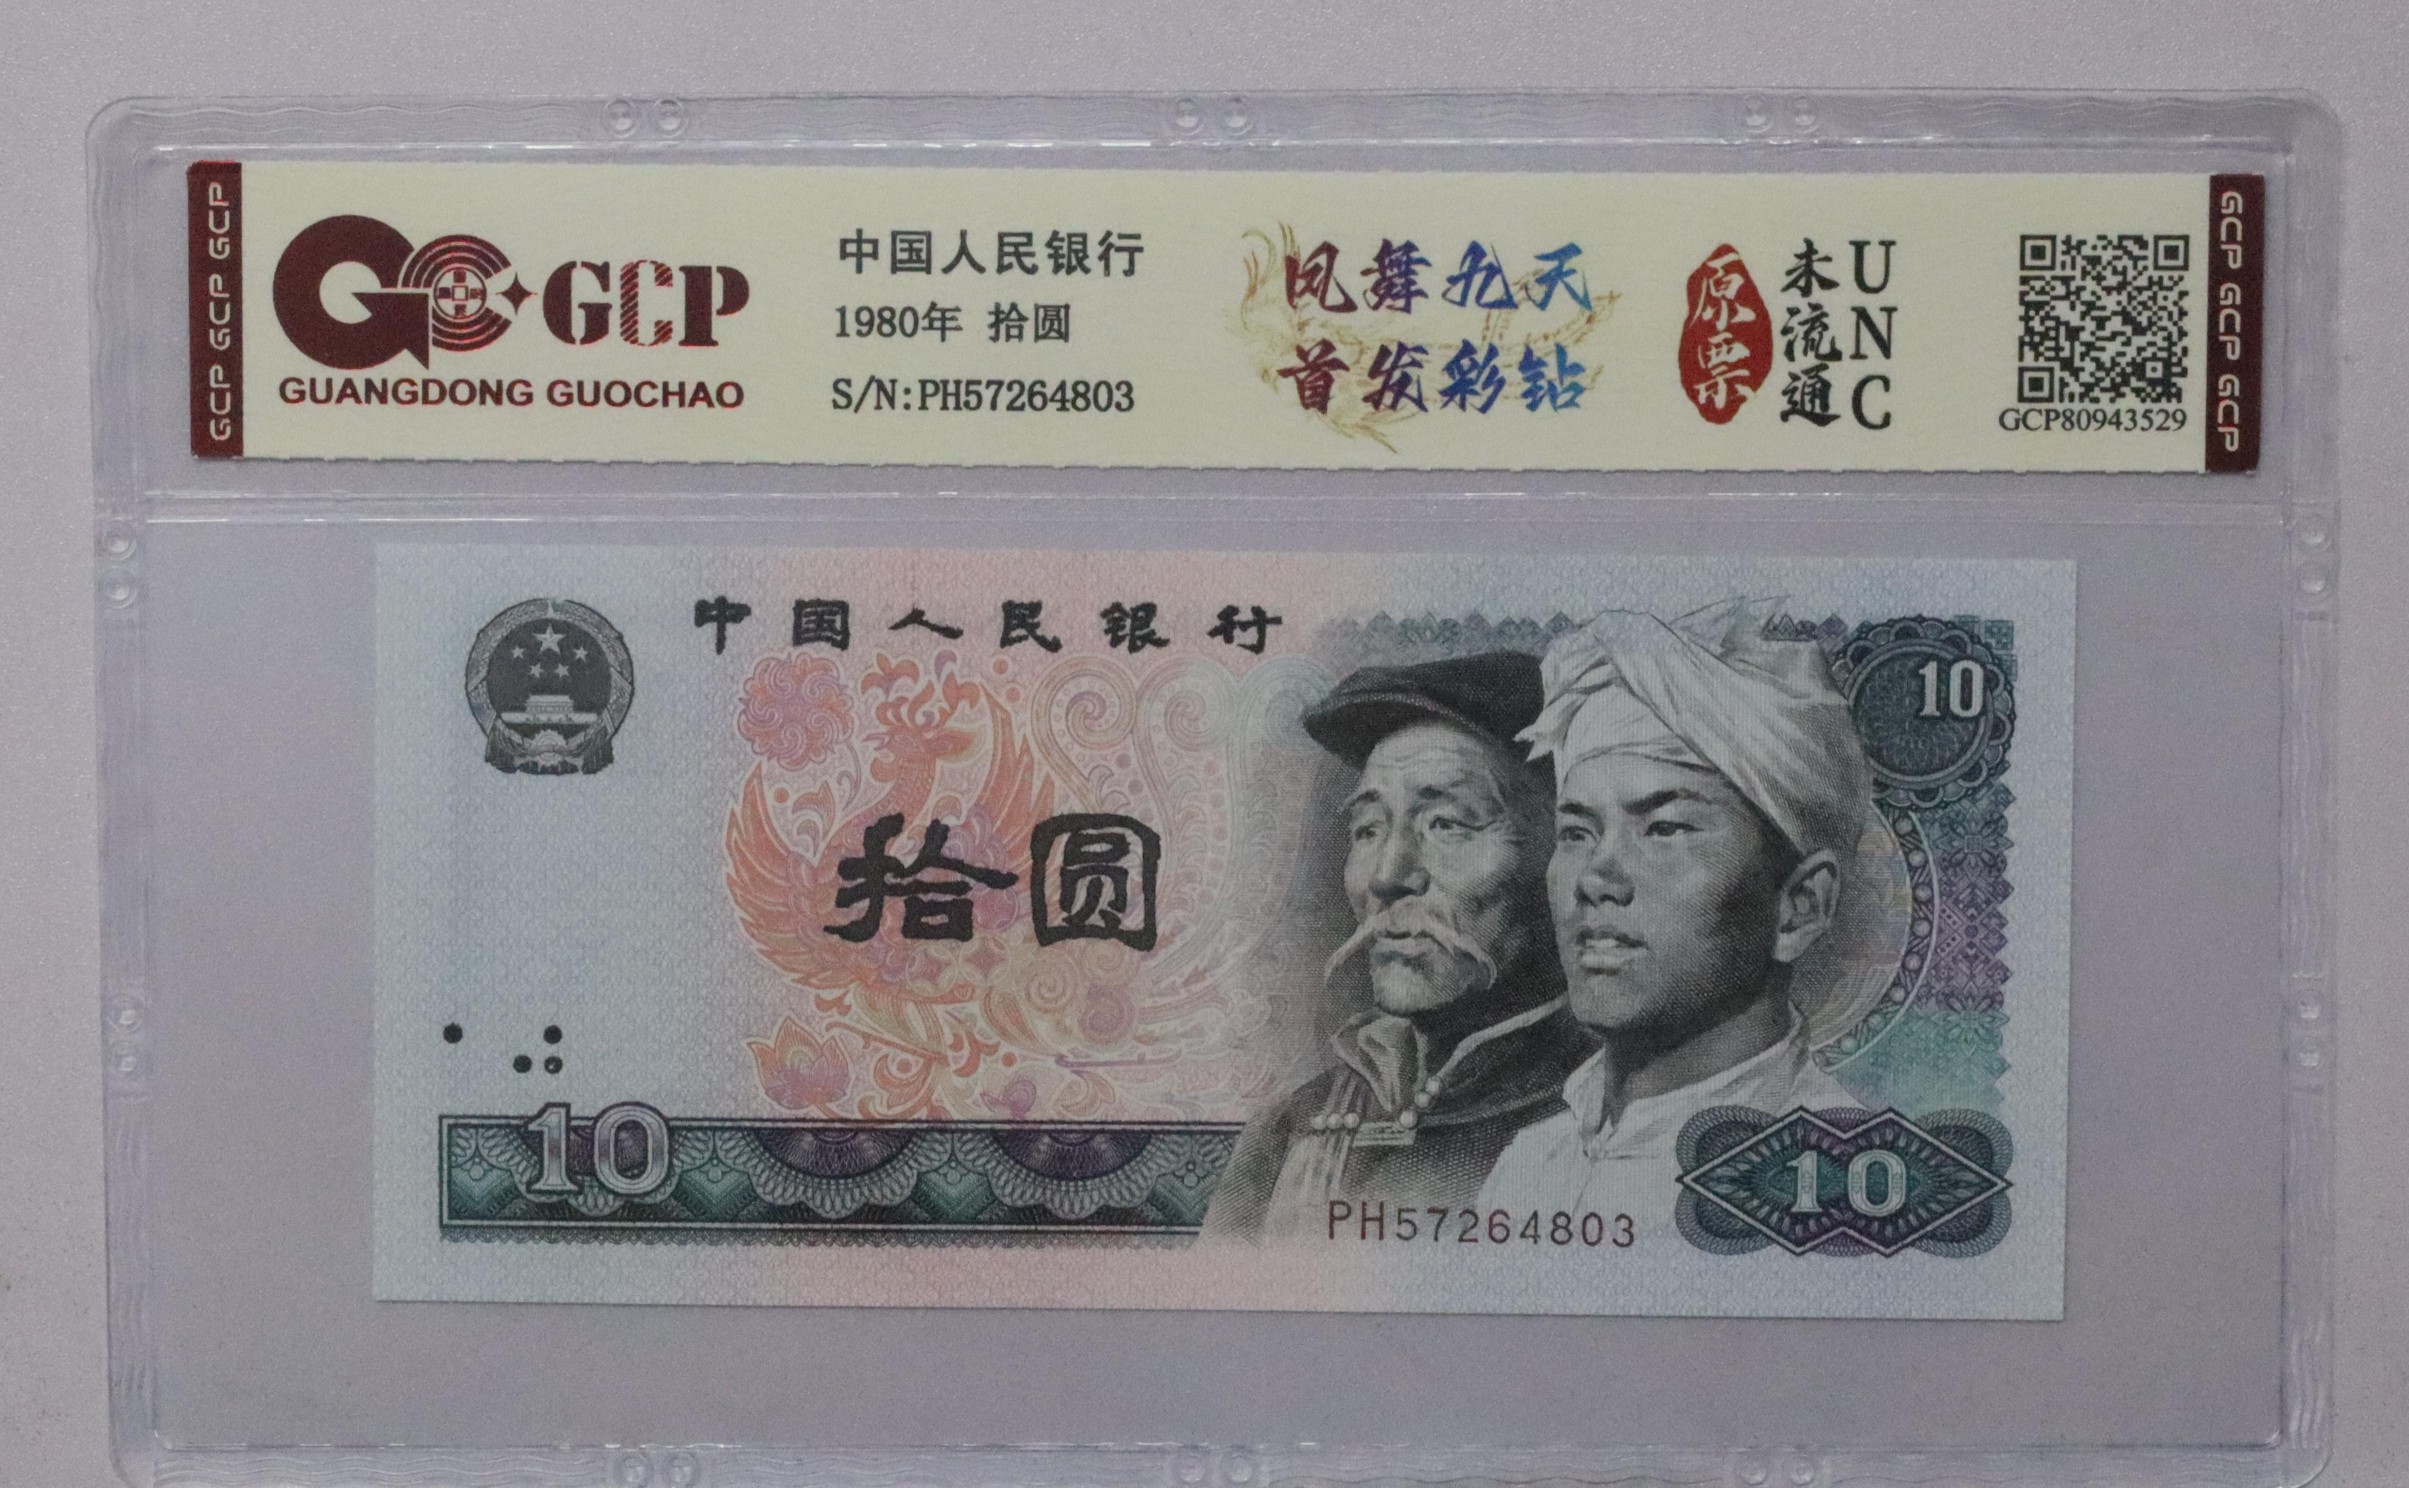 GCP GCP GCP
GCP
GUANGDONG GUOCHAO
中国人民银行
1980年 拾圆
S/N:PH57264803
凤舞九天
首发彩钻
原票
未流通
UNC
GCP80943529
GCP GCP GCP
中国人民银行
10
拾圆
10
PH57264803
10